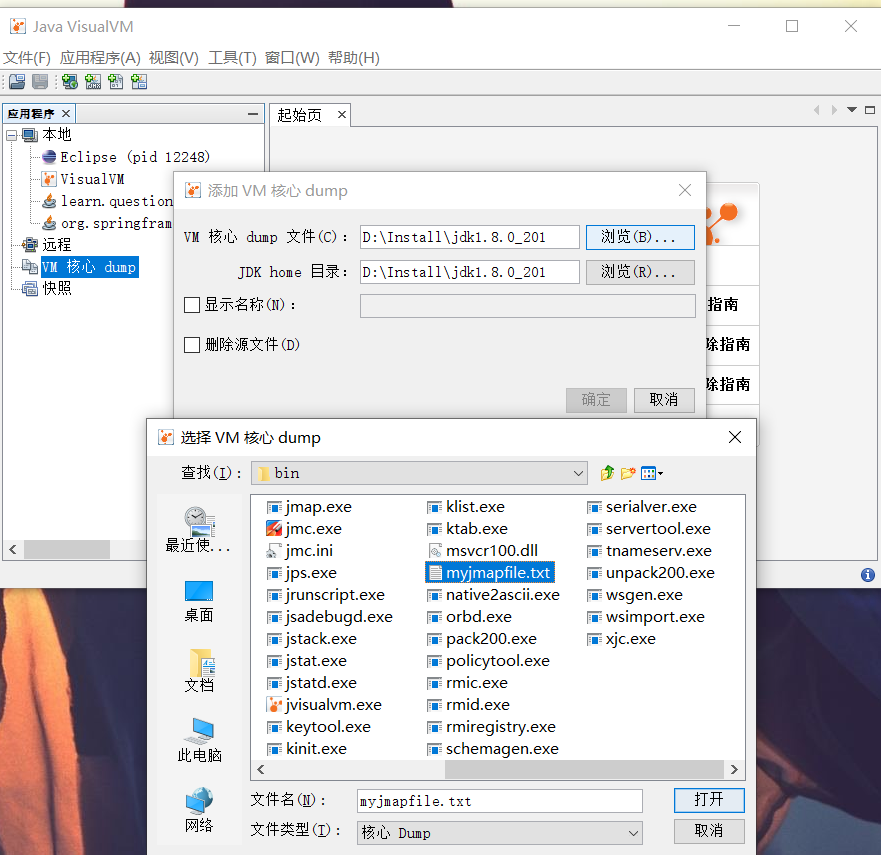 Java VisualVM
文件(F) 应用程序(A) 视图(V) 工具(T) 窗口(W) 帮助(H)
应用程序
起始页
本地
Eclipse (pid 12248)
VisualVM
learn.question
org.springfram
远程
VM 核心 dump
快照
指南
除指南
除指南
添加 VM 核心 dump
VM 核心 dump 文件(C): D:\Install\jdk1.8.0_201 浏览(B)...
JDK home 目录: D:\Install\jdk1.8.0_201 浏览(R)...
显示名称(N):
删除源文件(D)
确定 取消
选择 VM 核心 dump
查找(I): bin
最近使...
桌面
文档
此电脑
网络
jmap.exe klist.exe serialver.exe
jmc.exe ktab.exe servertool.exe
jmc.ini msvcr100.dll tnameserv.exe
jps.exe myjmapfile.txt unpack200.exe
jrunscript.exe native2ascii.exe wsgen.exe
jsadebugd.exe orbd.exe wsimport.exe
jstack.exe pack200.exe xjc.exe
jstat.exe policytool.exe
jstatd.exe rmic.exe
jvisualvm.exe rmid.exe
keytool.exe rmiregistry.exe
kinit.exe schemagen.exe
文件名(N): myjmapfile.txt 打开
文件类型(T): 核心 Dump 取消